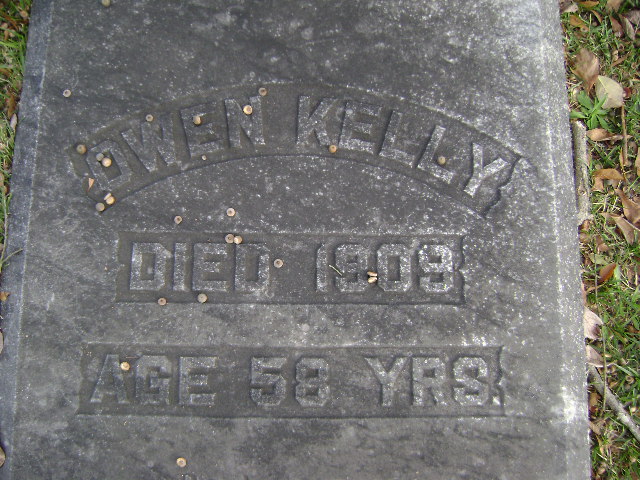 OWEN KELLY
DIED 1909
AGE 58 YRS.